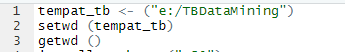 1 tempat_tb <- ("e:/TBDataMining")
2 setwd (tempat_tb)
3 getwd ()